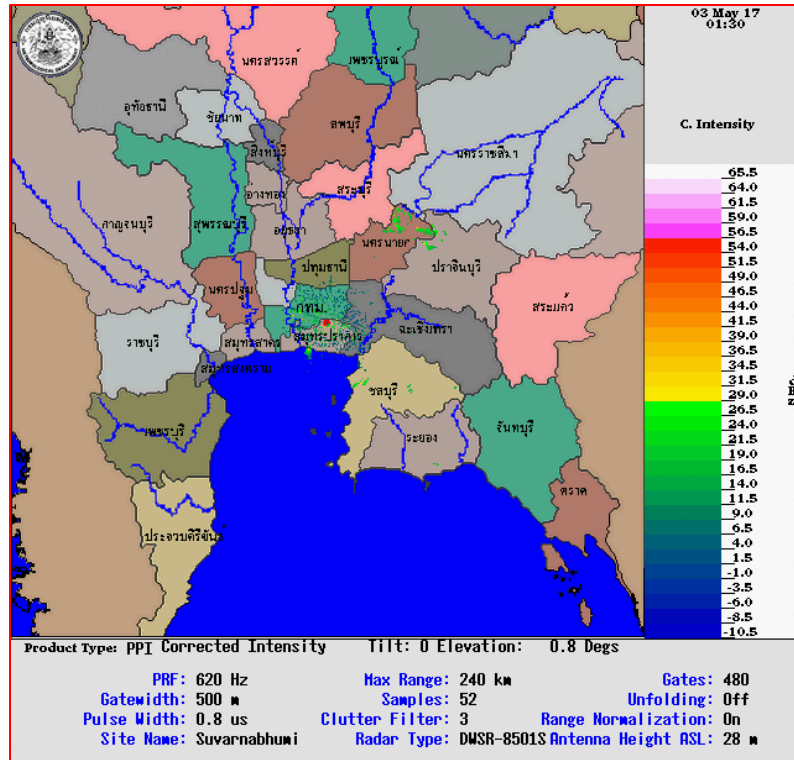 03 May 17
01:30
C. Intensity
65.5
64.0
61.5
59.0
56.5
54.0
51.5
49.0
46.5
44.0
41.5
39.0
36.5
34.0
31.5
29.0
26.5
24.0
21.5
19.0
16.5
14.0
11.5
9.0
6.5
4.0
1.5
-1.0
-3.5
-6.0
-8.5
-10.5
นครสวรรค์
เพชรบูรณ์
อุทัยธานี
ชัยนาท
ลพบุรี
สิงห์บุรี
นครราชสีมา
อ่างทอง
สระบุรี
กาญจนบุรี
สุพรรณบุรี
อยุธยา
นครนายก
ปทุมธานี
ปราจีนบุรี
นครปฐม
สระแก้ว
กทม.
ฉะเชิงเทรา
ราชบุรี
สมุทรสาคร
สมุทรปราการ
สมุทรสงคราม
ชลบุรี
เพชรบุรี
ระยอง
จันทบุรี
ตราด
ประจวบคีรีขันธ์
Product Type: PPI Corrected Intensity Tilt: 0 Elevation: 0.8 Degs
PRF: 620 Hz Max Range: 240 km Gates: 480
Gatewidth: 500 m Samples: 52 Unfolding: Off
Pulse Width: 0.8 us Clutter Filter: 3 Range Normalization: On
Site Name: Suvarnabhumi Radar Type: DWSR-8501S Antenna Height ASL: 28 m